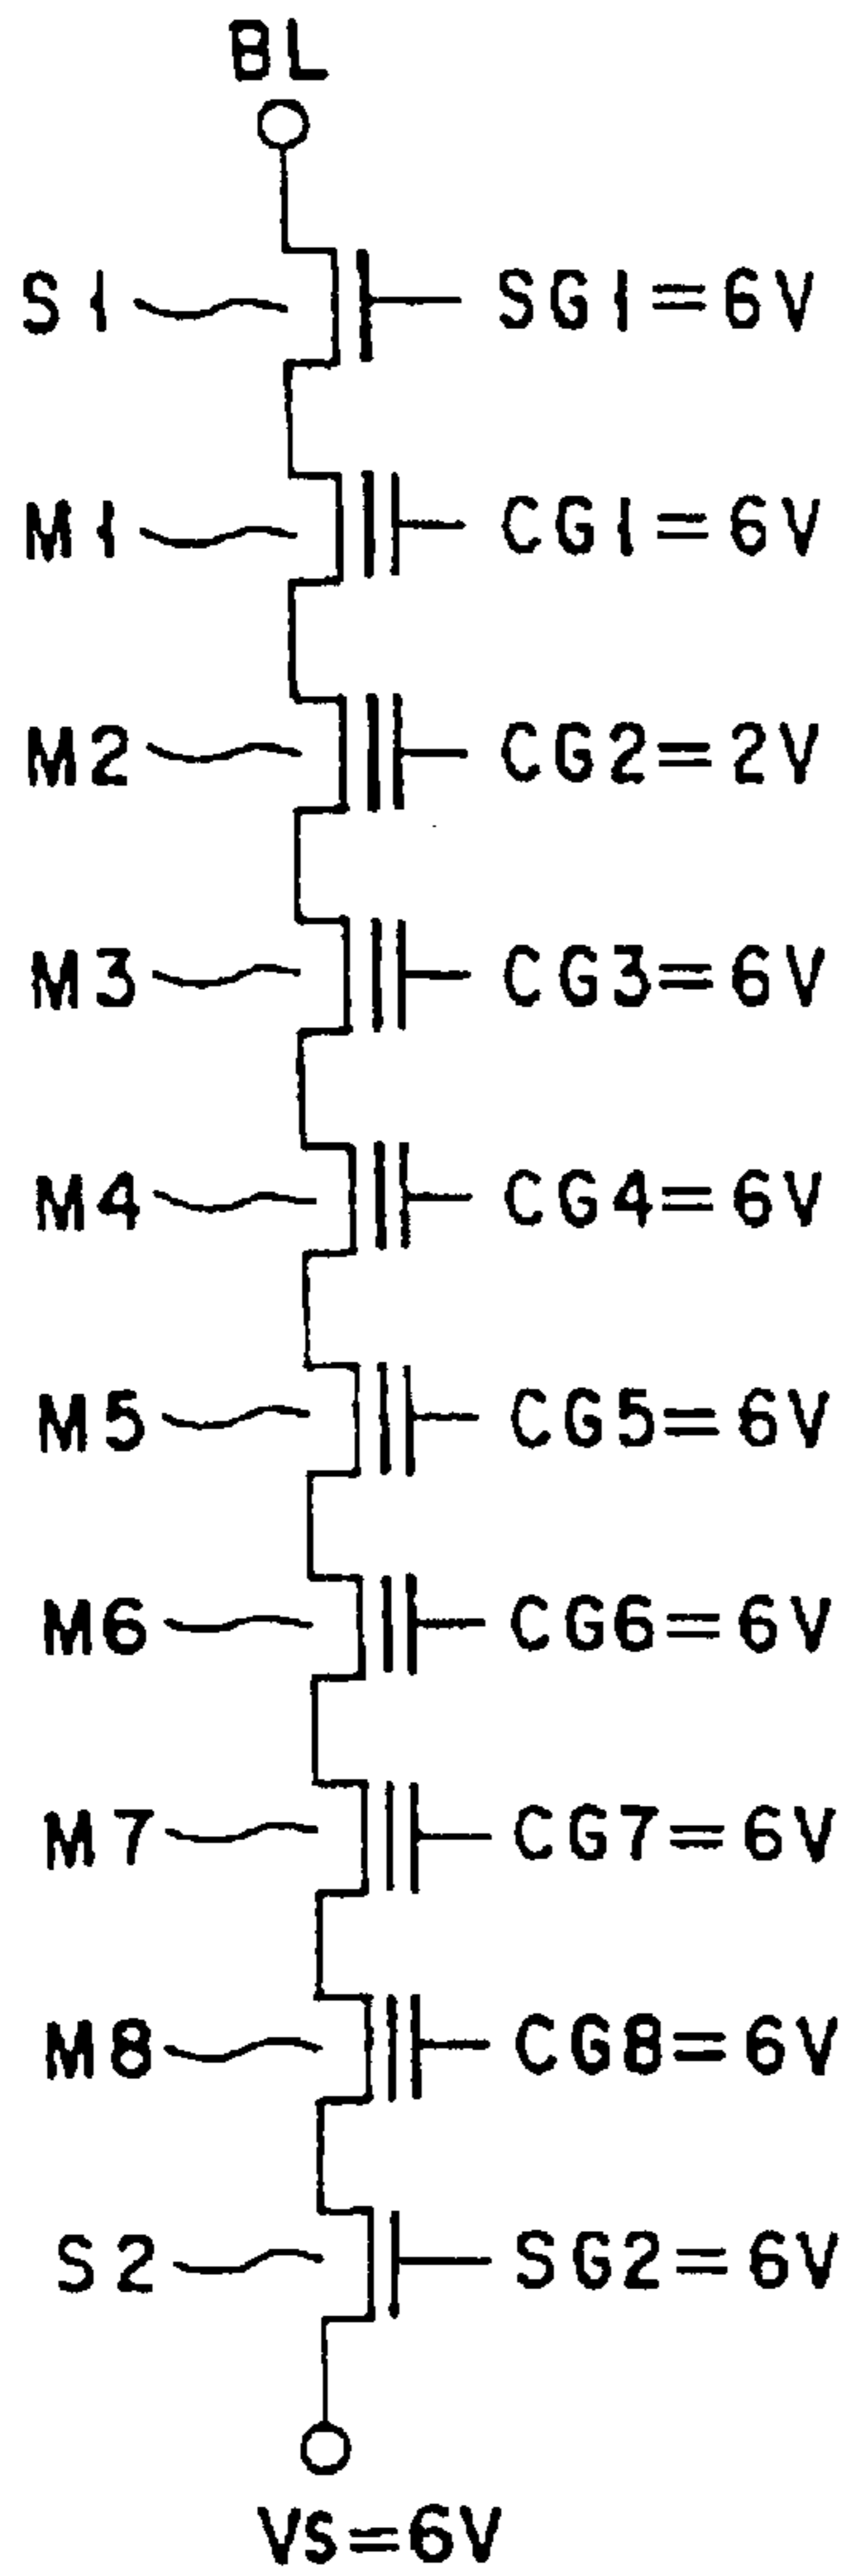 BL
S1 SG1=6V
M1 CG1=6V
M2 CG2=2V
M3 CG3=6V
M4 CG4=6V
M5 CG5=6V
M6 CG6=6V
M7 CG7=6V
M8 CG8=6V
S2 SG2=6V
VS=6V